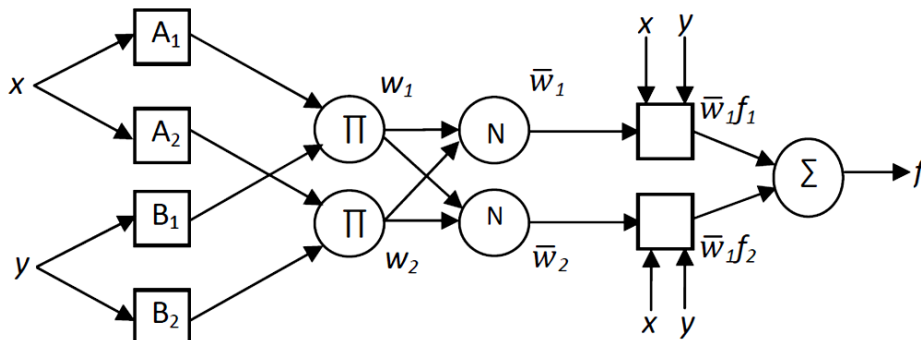 A₁
x
A₂
B₁
y
B₂
∏
w₁
∏
w₂
N
w̅₁
N
w̅₂
x y
w̅₁f₁
w̅₁f₂
x y
Σ
f